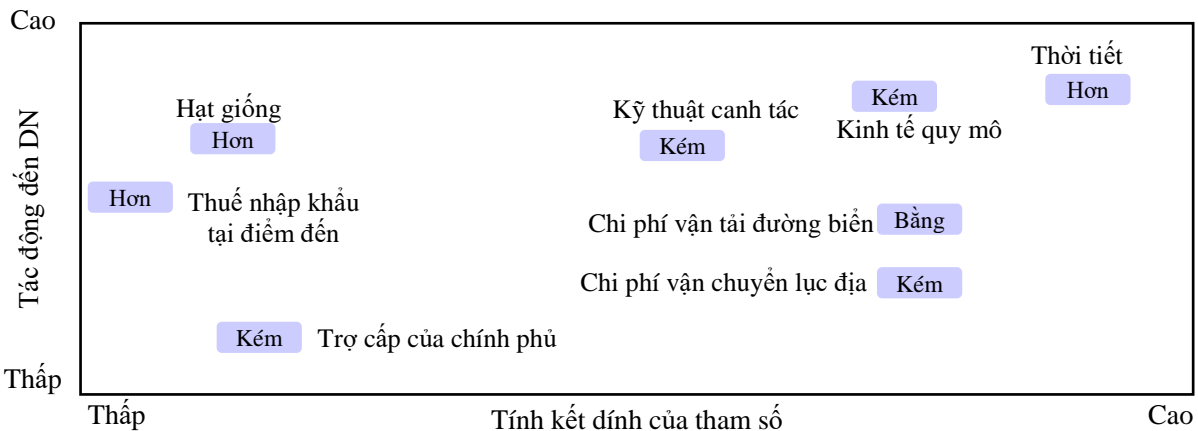 Cao
Thời tiết
Hơn
Kém
Kinh tế quy mô
Kỹ thuật canh tác
Kém
Hạt giống
Hơn
Hơn
Thuế nhập khẩu
tại điểm đến
Chi phí vận tải đường biển
Bằng
Chi phí vận chuyển lục địa
Kém
Kém
Trợ cấp của chính phủ
Tác động đến DN
Thấp
Thấp
Tính kết dính của tham số
Cao